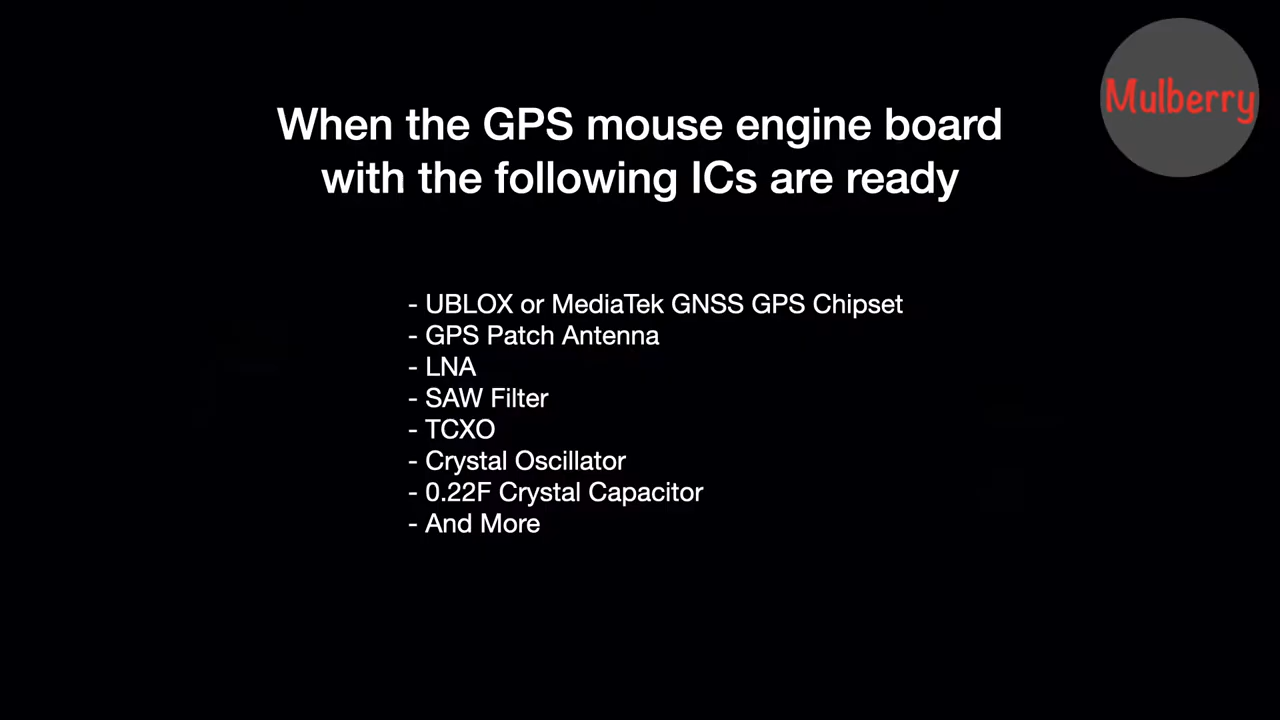 Mulberry
When the GPS mouse engine board
with the following ICs are ready
- UBLOX or MediaTek GNSS GPS Chipset
- GPS Patch Antenna
- LNA
- SAW Filter
- TCXO
- Crystal Oscillator
- 0.22F Crystal Capacitor
- And More